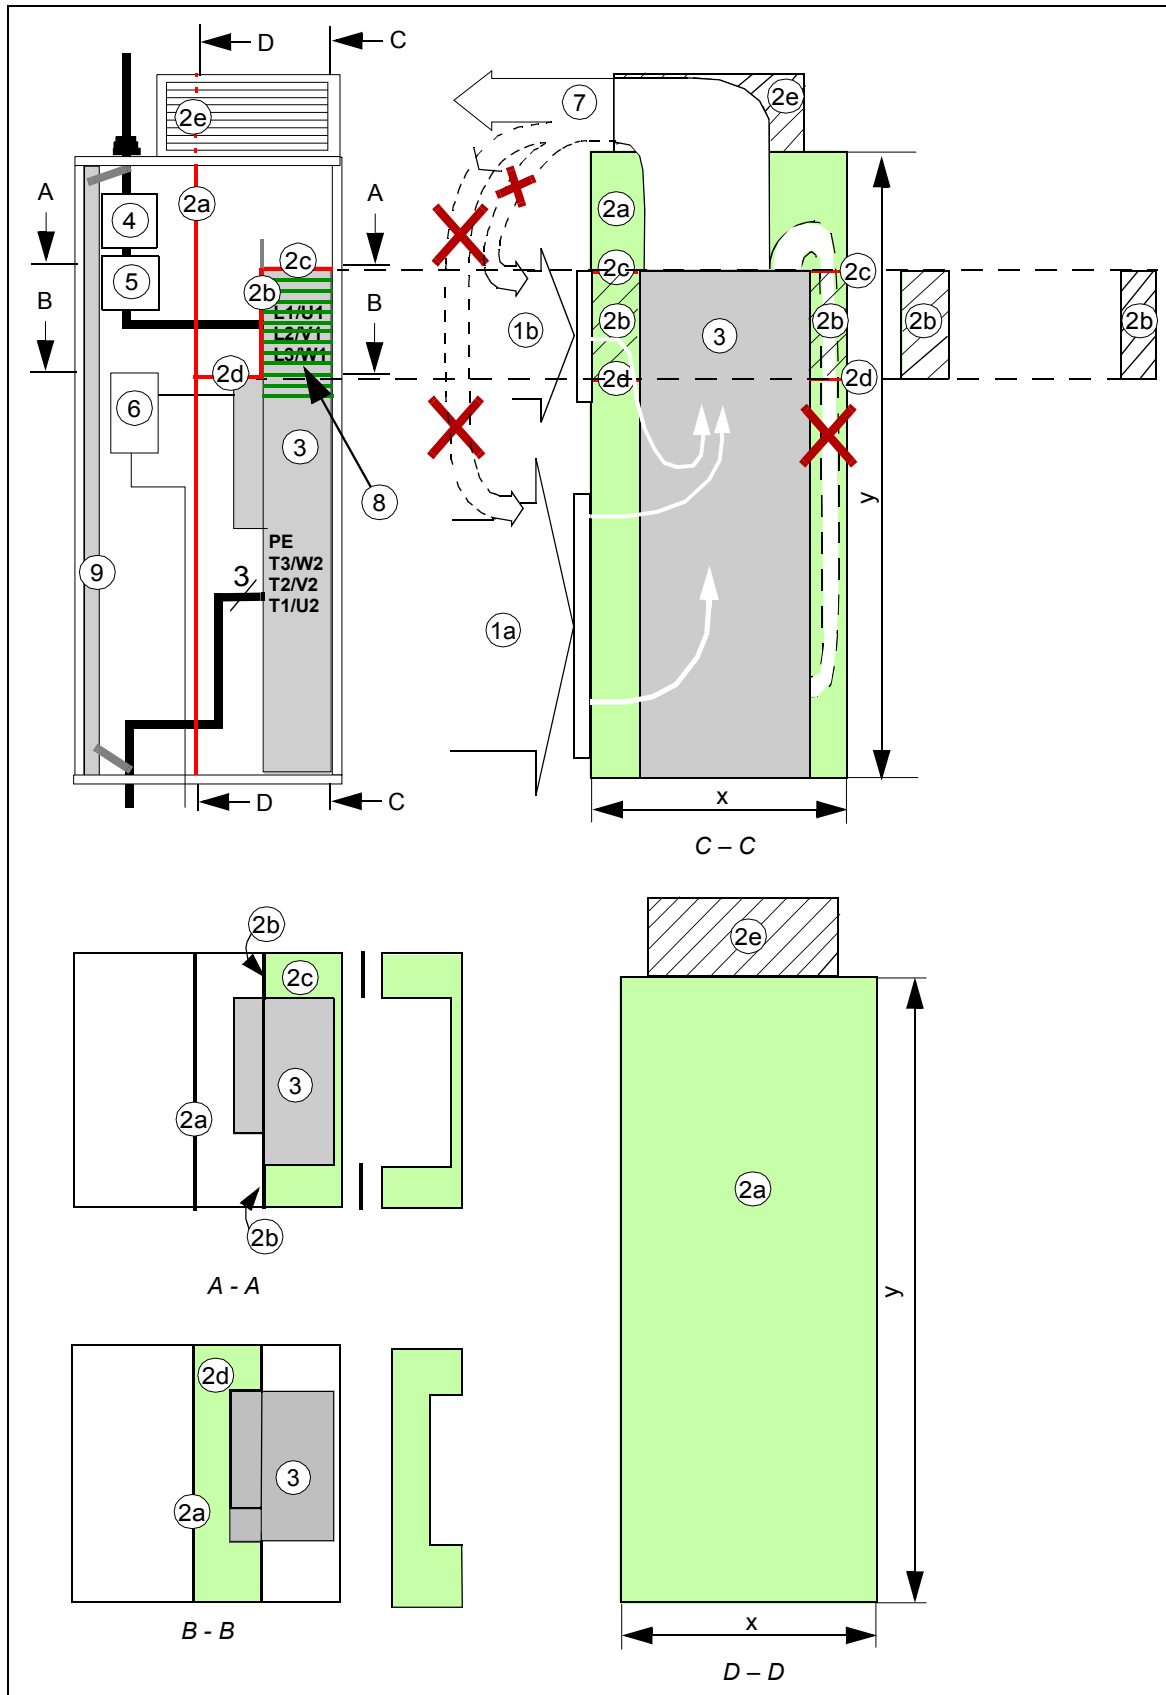 D
C
2e
7
2e
A
4
2a
A
2a
5
2c
2c
2c
B
2b
L1/U1
L2/V1
L3/W1
B
1b
2b
3
2b
2b
2b
2d
2d
2d
6
3
8
y
PE
T3/W2
T2/V2
T1/U2
9
3
1a
D
C
x
C – C
2b
2c
2e
3
2a
2b
A - A
2a
y
2d
3
2a
B - B
x
D – D